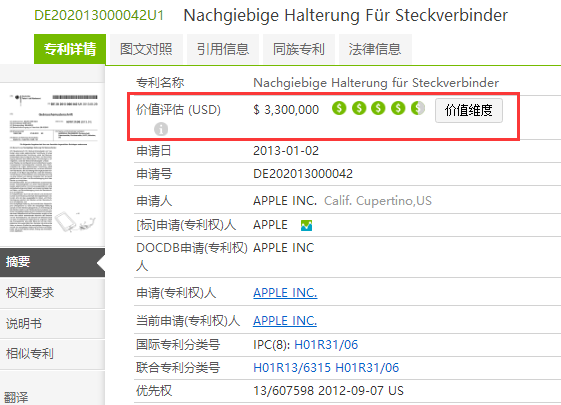 DE202013000042U1 Nachgiebige Halterung Für Steckverbinder
专利详情 图文对照 引用信息 同族专利 法律信息
专利名称 Nachgiebige Halterung für Steckverbinder
价值评估 (USD) $ 3,300,000 价值维度
申请日 2013-01-02
申请号 DE202013000042
申请人 APPLE INC. Calif. Cupertino,US
[标]申请(专利权)人 APPLE
DOCDB申请(专利权) APPLE INC
人
申请(专利权)人 APPLE INC.
当前申请(专利权)人 APPLE INC.
国际专利分类号 IPC(8): H01R31/06
联合专利分类号 H01R13/6315 H01R31/06
优先权 13/607598 2012-09-07 US
摘要
权利要求
说明书
相似专利
翻译